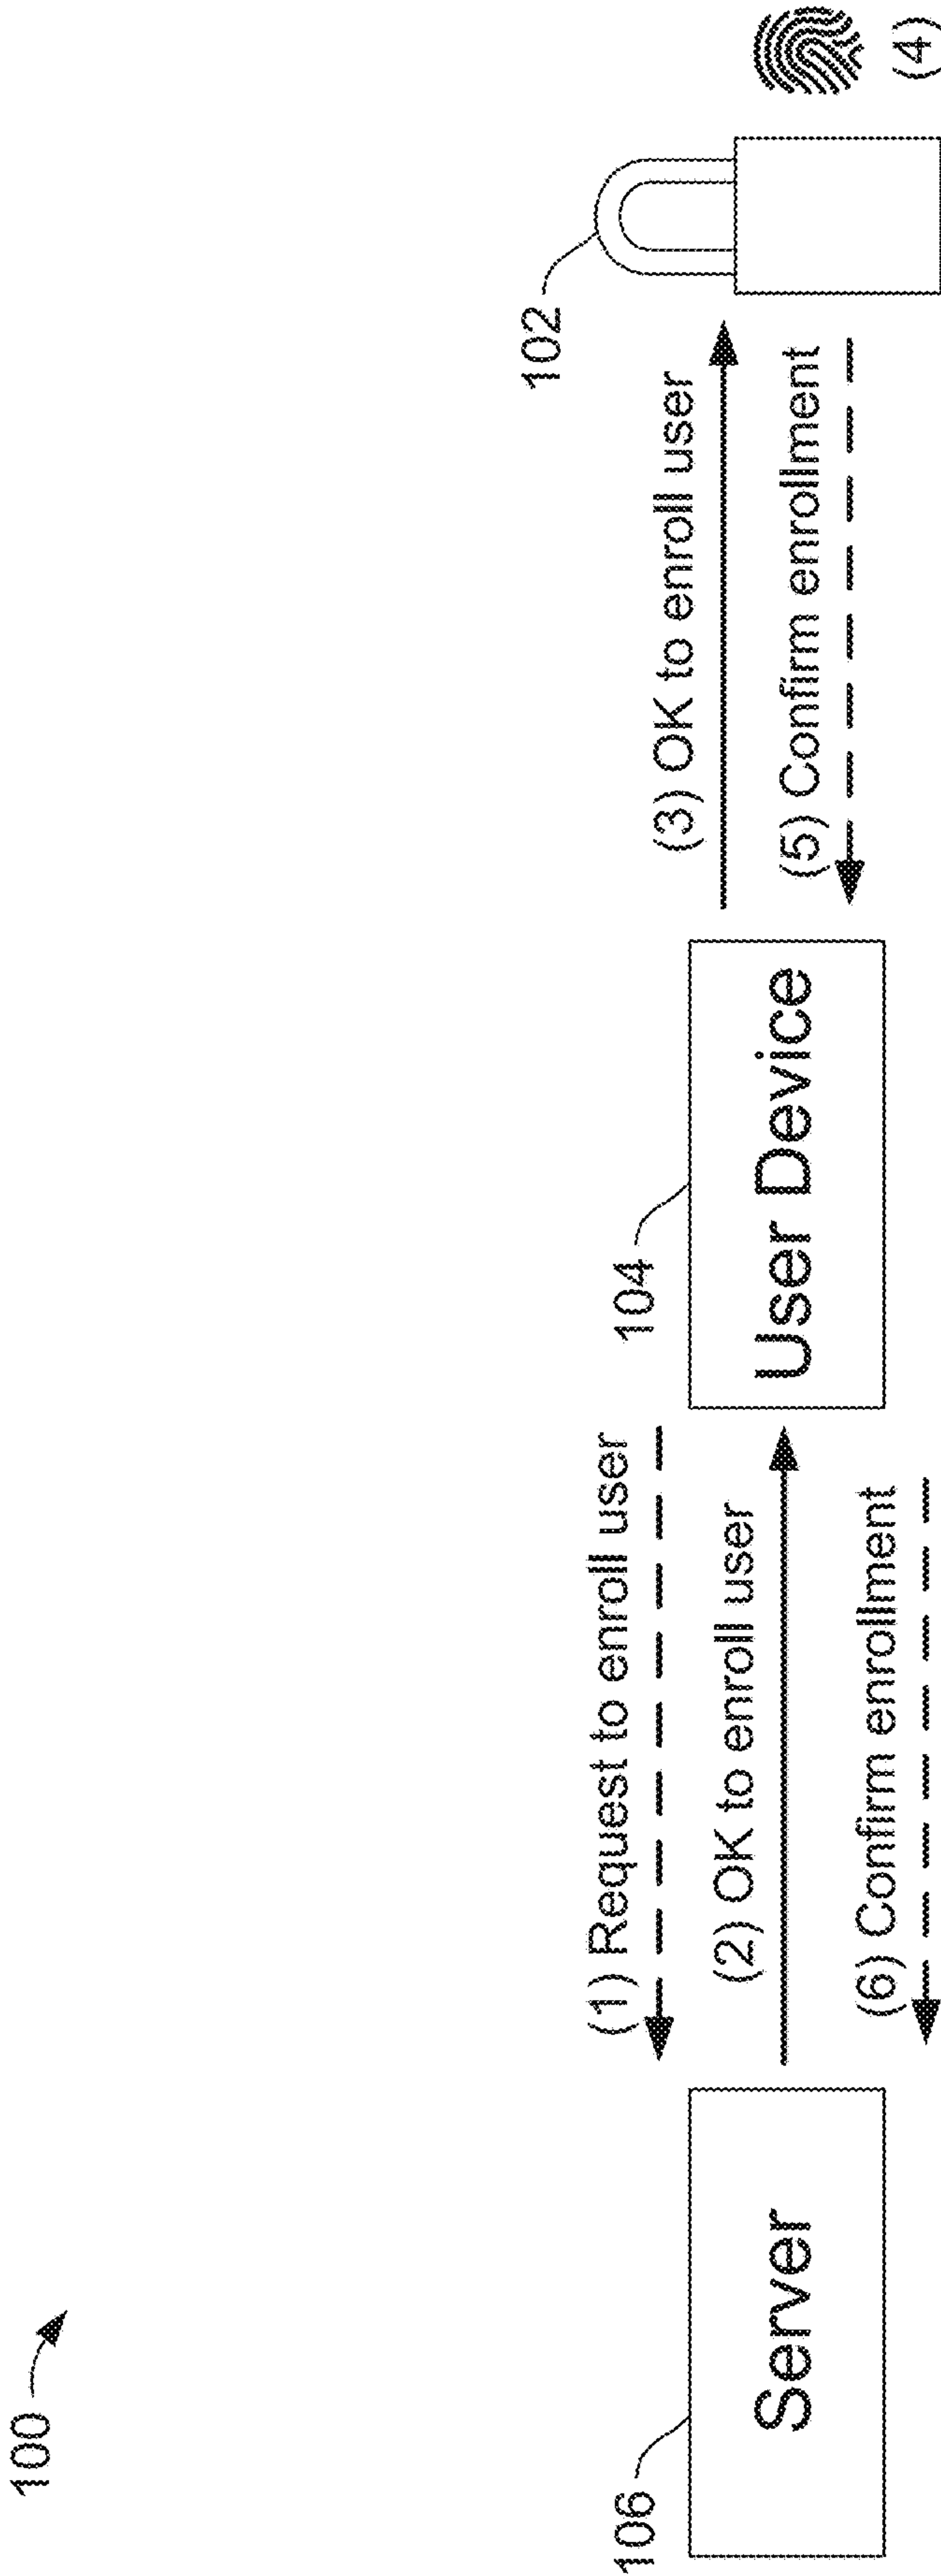 100
102
(3) OK to enroll user
(5) Confirm enrollment
(4)
104
User Device
(1) Request to enroll user
(2) OK to enroll user
(6) Confirm enrollment
106
Server